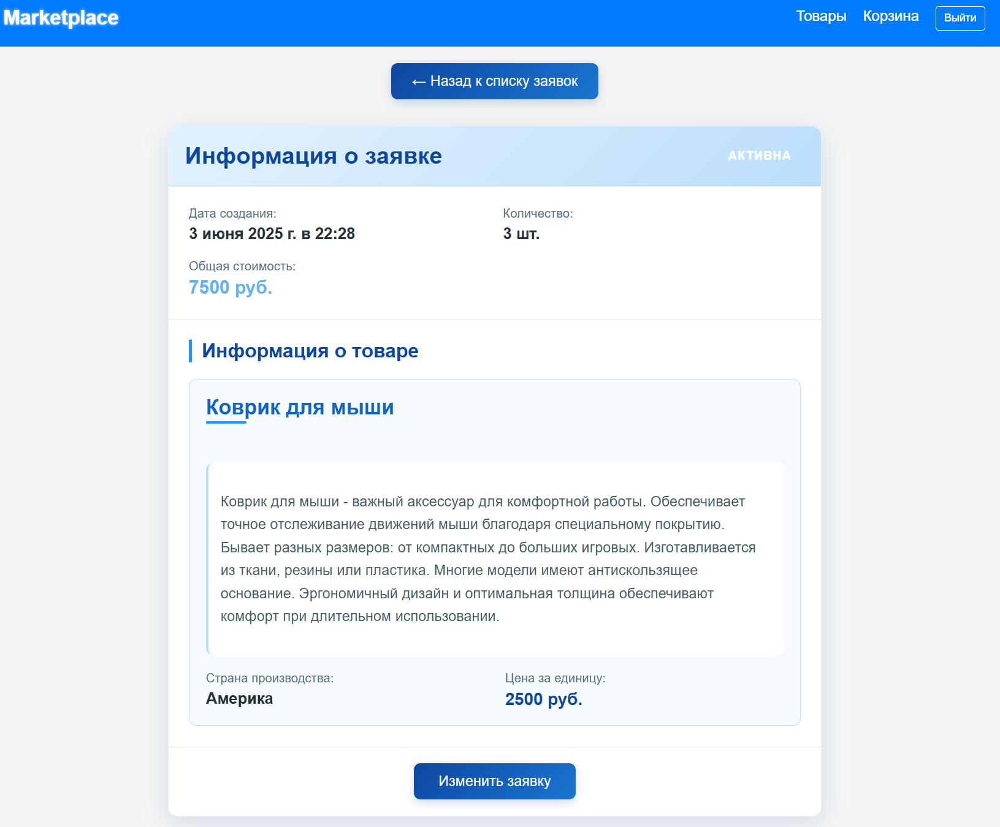 Marketplace
Товары
Корзина
Выйти
← Назад к списку заявок
Информация о заявке
АКТИВНА
Дата создания:
3 июня 2025 г. в 22:28
Количество:
3 шт.
Общая стоимость:
7500 руб.
Информация о товаре
Коврик для мыши
Коврик для мыши - важный аксессуар для комфортной работы. Обеспечивает
точное отслеживание движений мыши благодаря специальному покрытию.
Бывает разных размеров: от компактных до больших игровых. Изготавливается
из ткани, резины или пластика. Многие модели имеют антискользящее
основание. Эргономичный дизайн и оптимальная толщина обеспечивают
комфорт при длительном использовании.
Страна производства:
Америка
Цена за единицу:
2500 руб.
Изменить заявку